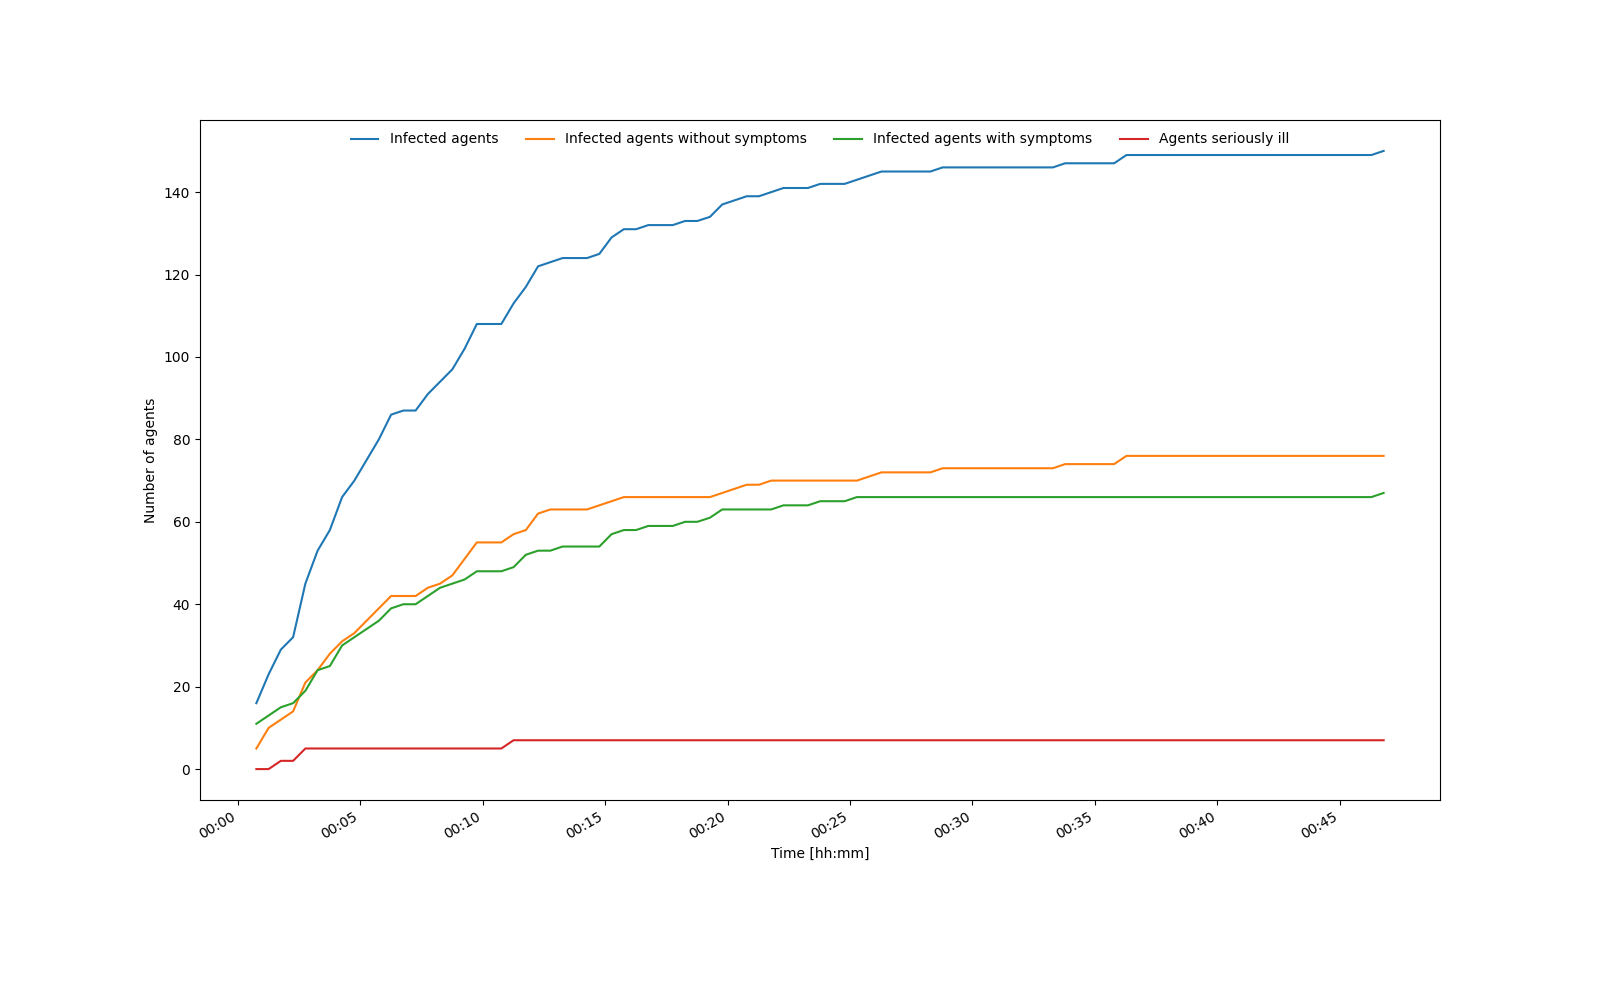 Infected agents Infected agents without symptoms Infected agents with symptoms Agents seriously ill
140
120
100
80
60
40
20
0
Number of agents
00:00 00:05 00:10 00:15 00:20 00:25 00:30 00:35 00:40 00:45
Time [hh:mm]